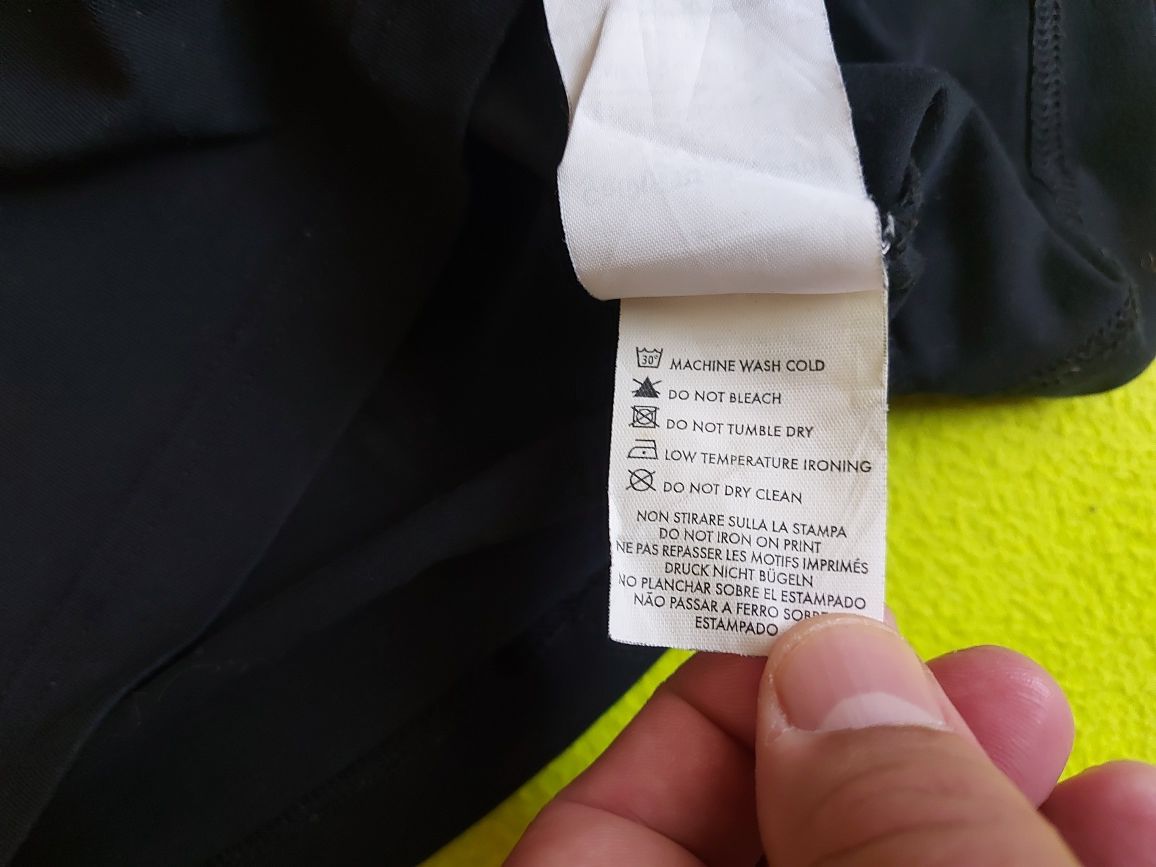 30° MACHINE WASH COLD
DO NOT BLEACH
DO NOT TUMBLE DRY
LOW TEMPERATURE IRONING
DO NOT DRY CLEAN
NON STIRARE SULLA LA STAMPA
DO NOT IRON ON PRINT
NE PAS REPASSER LES MOTIFS IMPRIMÉS
DRUCK NICHT BÜGELN
NO PLANCHAR SOBRE EL ESTAMPADO
NÃO PASSAR A FERRO SOBRE
ESTAMPADO